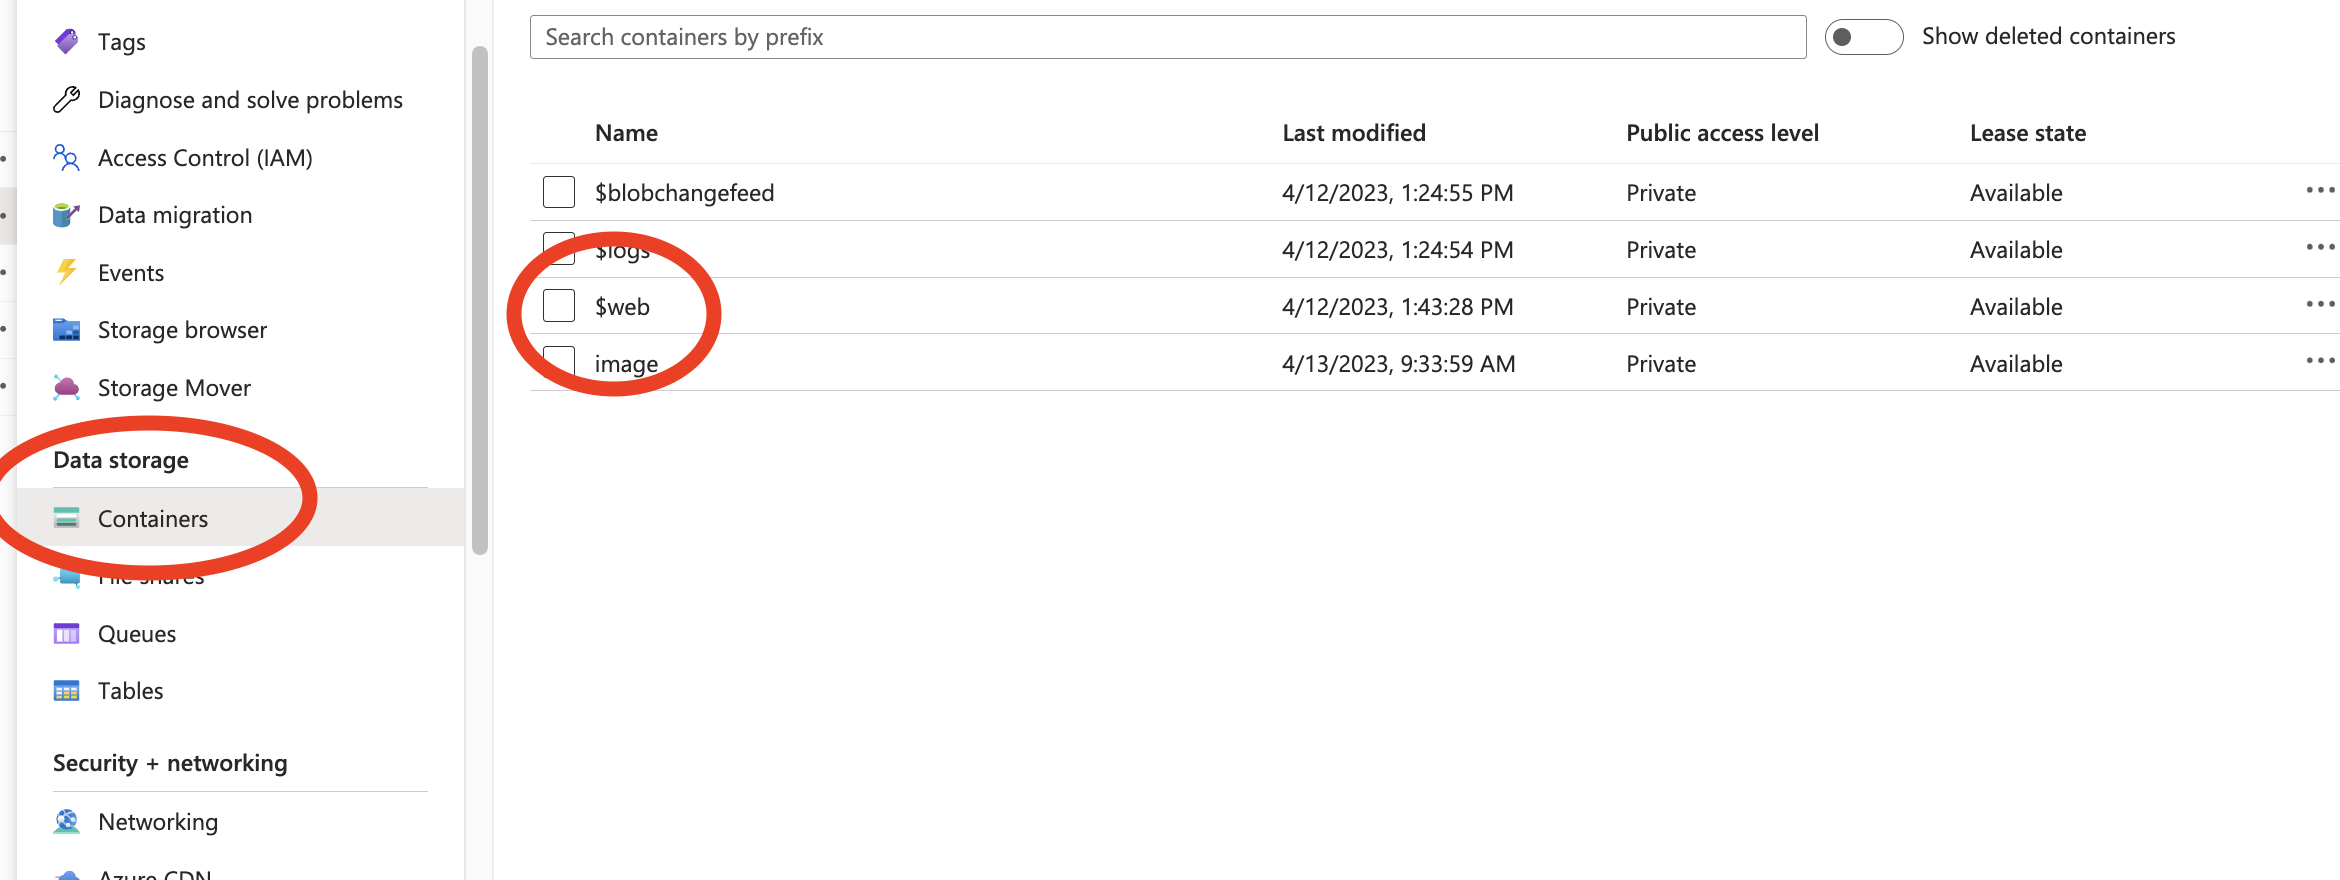 Tags
Diagnose and solve problems
Access Control (IAM)
Data migration
Events
Storage browser
Storage Mover
Data storage
Containers
File shares
Queues
Tables
Security + networking
Networking
Azure CDN
Search containers by prefix
Show deleted containers
Name Last modified Public access level Lease state
$blobchangefeed 4/12/2023, 1:24:55 PM Private Available
$logs 4/12/2023, 1:24:54 PM Private Available
$web 4/12/2023, 1:43:28 PM Private Available
image 4/13/2023, 9:33:59 AM Private Available